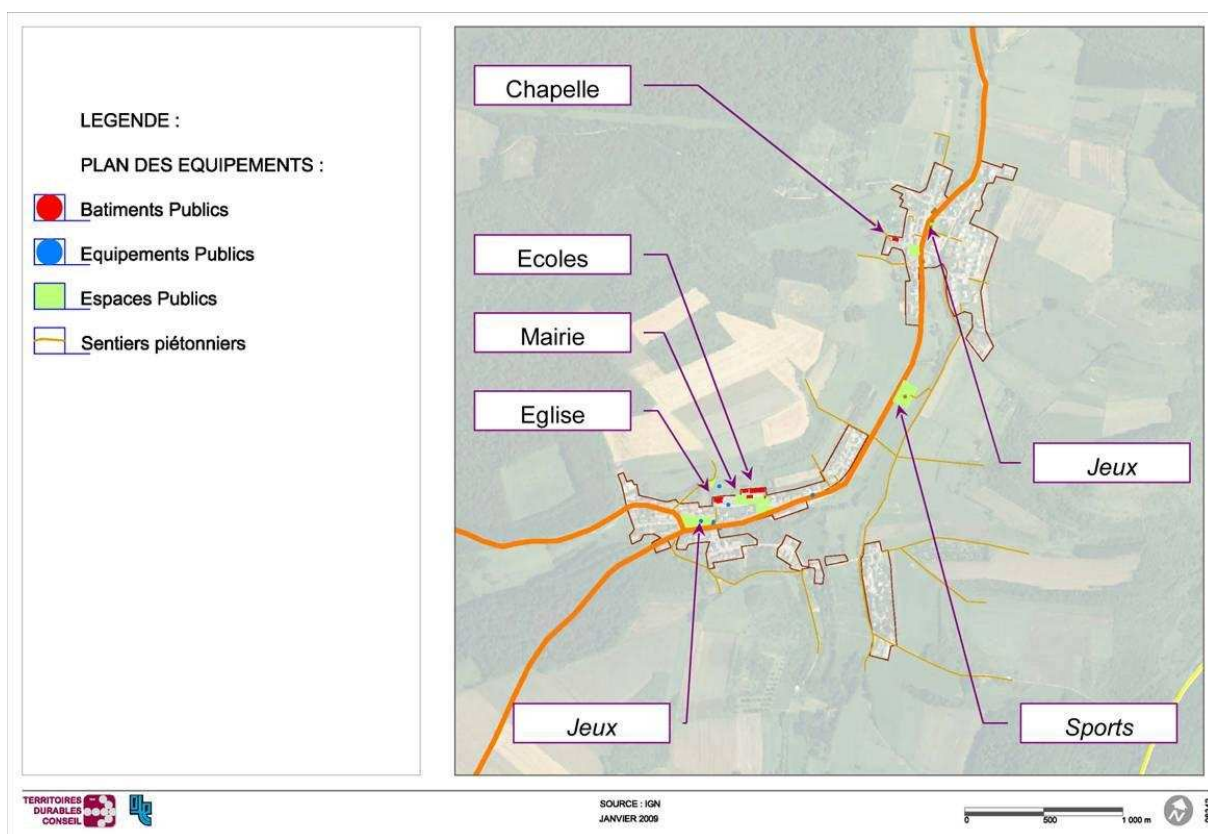 LEGENDE :
PLAN DES EQUIPEMENTS :
Batiments Publics
Equipements Publics
Espaces Publics
Sentiers piétonniers
Chapelle
Ecoles
Mairie
Eglise
Jeux
Jeux
Sports
TERRITOIRES
DURABLES
CONSEIL
SOURCE : IGN
JANVIER 2009
0 500 1 000 m
N